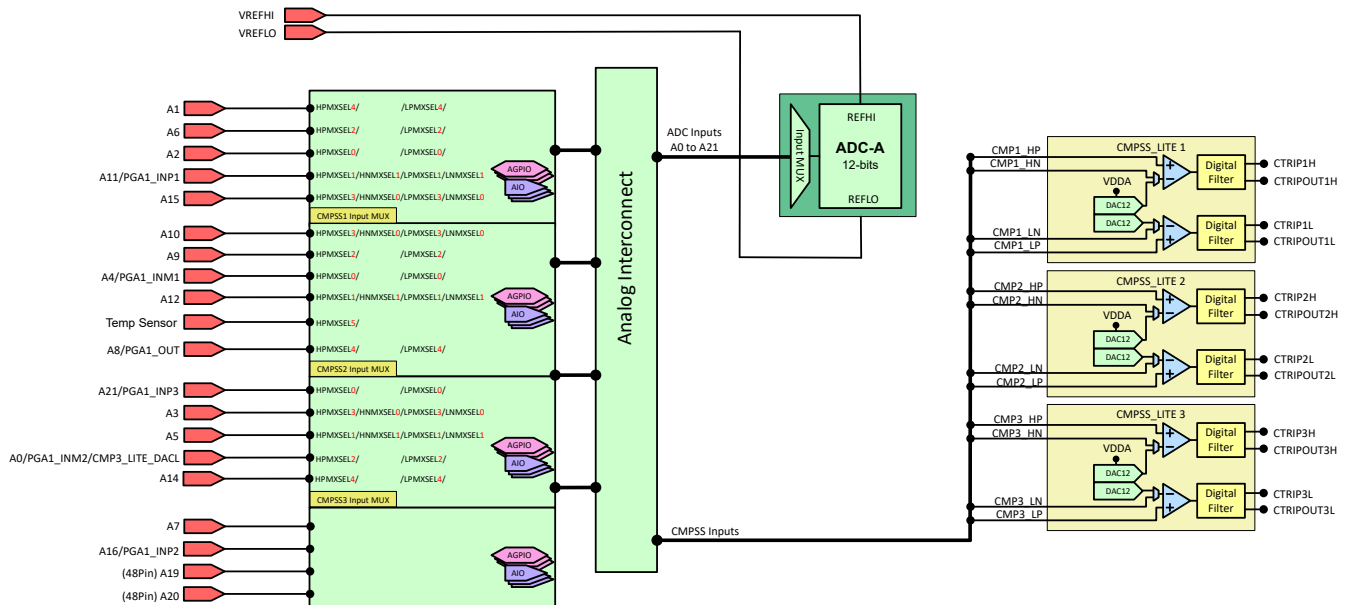 VREFHI
VREFLO
A1
HPMXSEL4/ /LPMXSEL4/
A6
HPMXSEL2/ /LPMXSEL2/
A2
HPMXSEL0/ /LPMXSEL0/
A11/PGA1_INP1
HPMXSEL1/HNMXSEL1/LPMXSEL1/LNMXSEL1
A15
HPMXSEL3/HNMXSEL0/LPMXSEL3/LNMXSEL0
AGPIO
AIO
CMPSS1 Input MUX
A10
HPMXSEL3/HNMXSEL0/LPMXSEL3/LNMXSEL0
A9
HPMXSEL2/ /LPMXSEL2/
A4/PGA1_INM1
HPMXSEL0/ /LPMXSEL0/
A12
HPMXSEL1/HNMXSEL1/LPMXSEL1/LNMXSEL1
Temp Sensor
HPMXSEL5/
A8/PGA1_OUT
HPMXSEL4/ /LPMXSEL4/
AGPIO
AIO
CMPSS2 Input MUX
A21/PGA1_INP3
HPMXSEL0/ /LPMXSEL0/
A3
HPMXSEL3/HNMXSEL0/LPMXSEL3/LNMXSEL0
A5
HPMXSEL1/HNMXSEL1/LPMXSEL1/LNMXSEL1
A0/PGA1_INM2/CMP3_LITE_DACL
HPMXSEL2/ /LPMXSEL2/
A14
HPMXSEL4/ /LPMXSEL4/
AGPIO
AIO
CMPSS3 Input MUX
A7
A16/PGA1_INP2
(48Pin) A19
(48Pin) A20
AGPIO
AIO
Analog Interconnect
ADC Inputs
A0 to A21
Input MUX
REFHI
ADC-A
12-bits
REFLO
CMPSS Inputs
CMP1_HP
CMP1_HN
CMP1_LN
CMP1_LP
CMPSS_LITE 1
VDDA
DAC12
DAC12
Digital
Filter
Digital
Filter
CTRIP1H
CTRIPOUT1H
CTRIP1L
CTRIPOUT1L
CMP2_HP
CMP2_HN
CMP2_LN
CMP2_LP
CMPSS_LITE 2
VDDA
DAC12
DAC12
Digital
Filter
Digital
Filter
CTRIP2H
CTRIPOUT2H
CTRIP2L
CTRIPOUT2L
CMP3_HP
CMP3_HN
CMP3_LN
CMP3_LP
CMPSS_LITE 3
VDDA
DAC12
DAC12
Digital
Filter
Digital
Filter
CTRIP3H
CTRIPOUT3H
CTRIP3L
CTRIPOUT3L